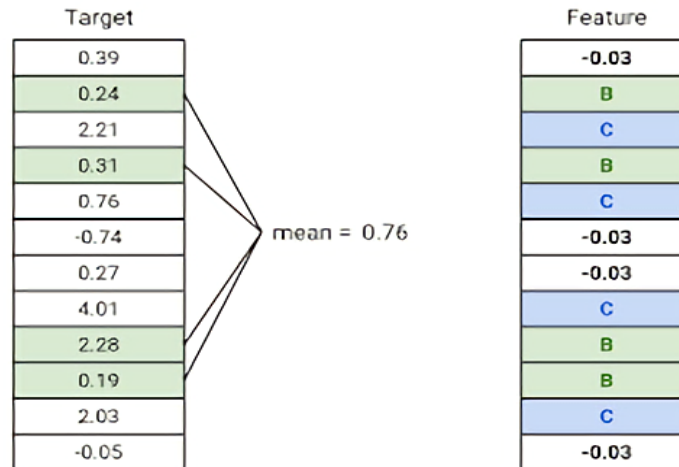 Target Feature
0.39 -0.03
0.24 B
2.21 C
0.31 B
0.76 C
-0.74 -0.03
mean = 0.76
0.27 -0.03
4.01 C
2.28 B
0.19 B
2.03 C
-0.05 -0.03